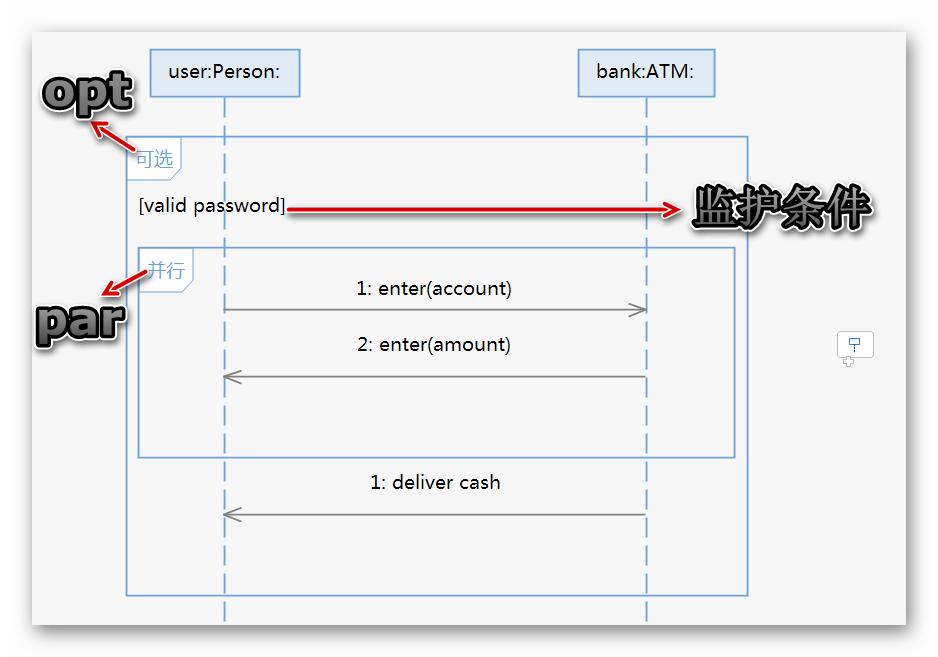 user:Person:
bank:ATM:
opt
可选
[valid password]
监护条件
并行
par
1: enter(account)
2: enter(amount)
1: deliver cash